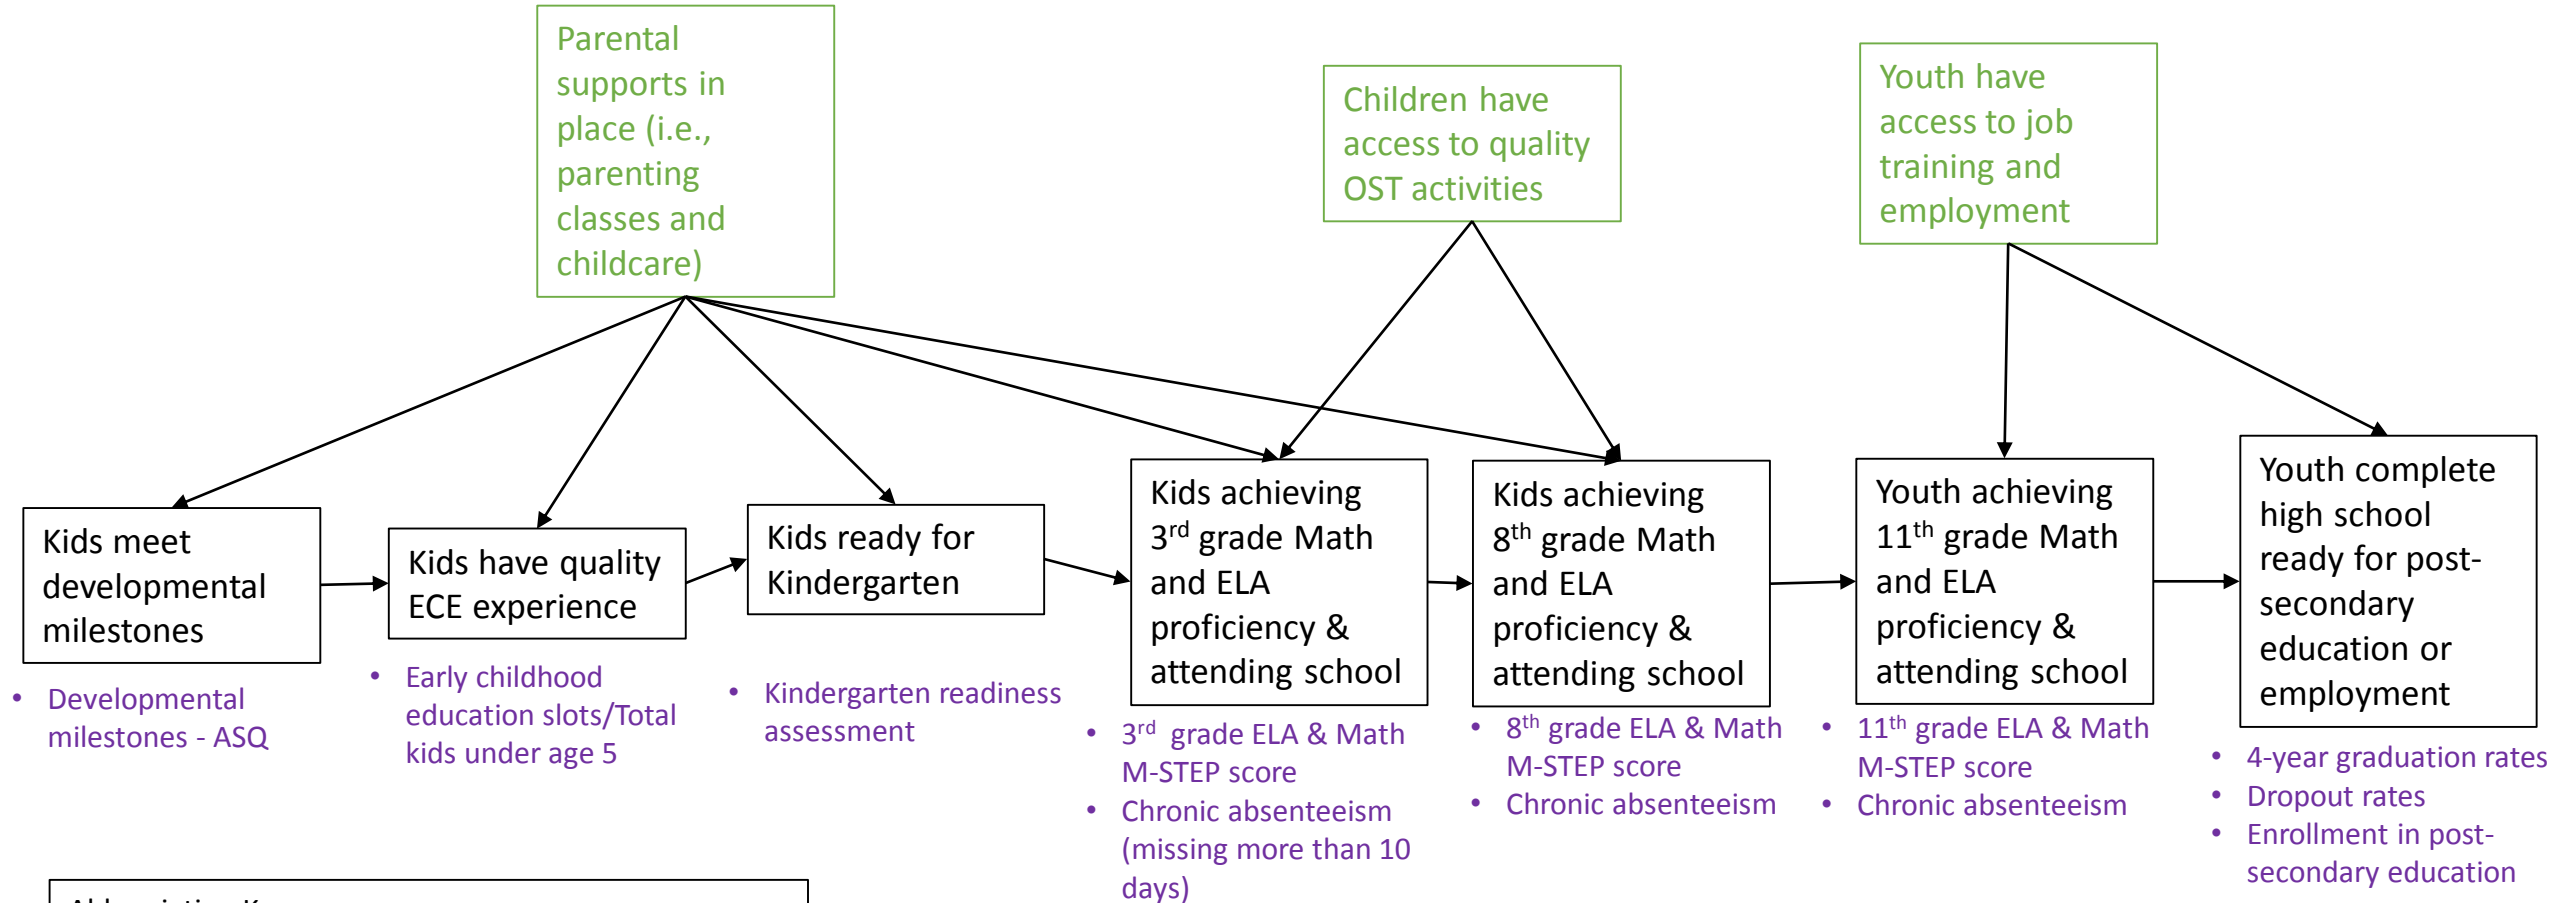 Parental
supports in
place (i.e.,
parenting
classes and
childcare)
Children have
access to quality
OST activities
Youth have
access to job
training and
employment
Kids meet
developmental
milestones
Kids have quality
ECE experience
Kids ready for
Kindergarten
Kids achieving
3rd grade Math
and ELA
proficiency &
attending school
Kids achieving
8th grade Math
and ELA
proficiency &
attending school
Youth achieving
11th grade Math
and ELA
proficiency &
attending school
Youth complete
high school
ready for post-
secondary
education or
employment
• Developmental
milestones - ASQ
• Early childhood
education slots/Total
kids under age 5
• Kindergarten readiness
assessment
• 3rd grade ELA & Math
M-STEP score
• Chronic absenteeism
(missing more than 10
days)
• 8th grade ELA & Math
M-STEP score
• Chronic absenteeism
• 11th grade ELA & Math
M-STEP score
• Chronic absenteeism
• 4-year graduation rates
• Dropout rates
• Enrollment in post-
secondary education